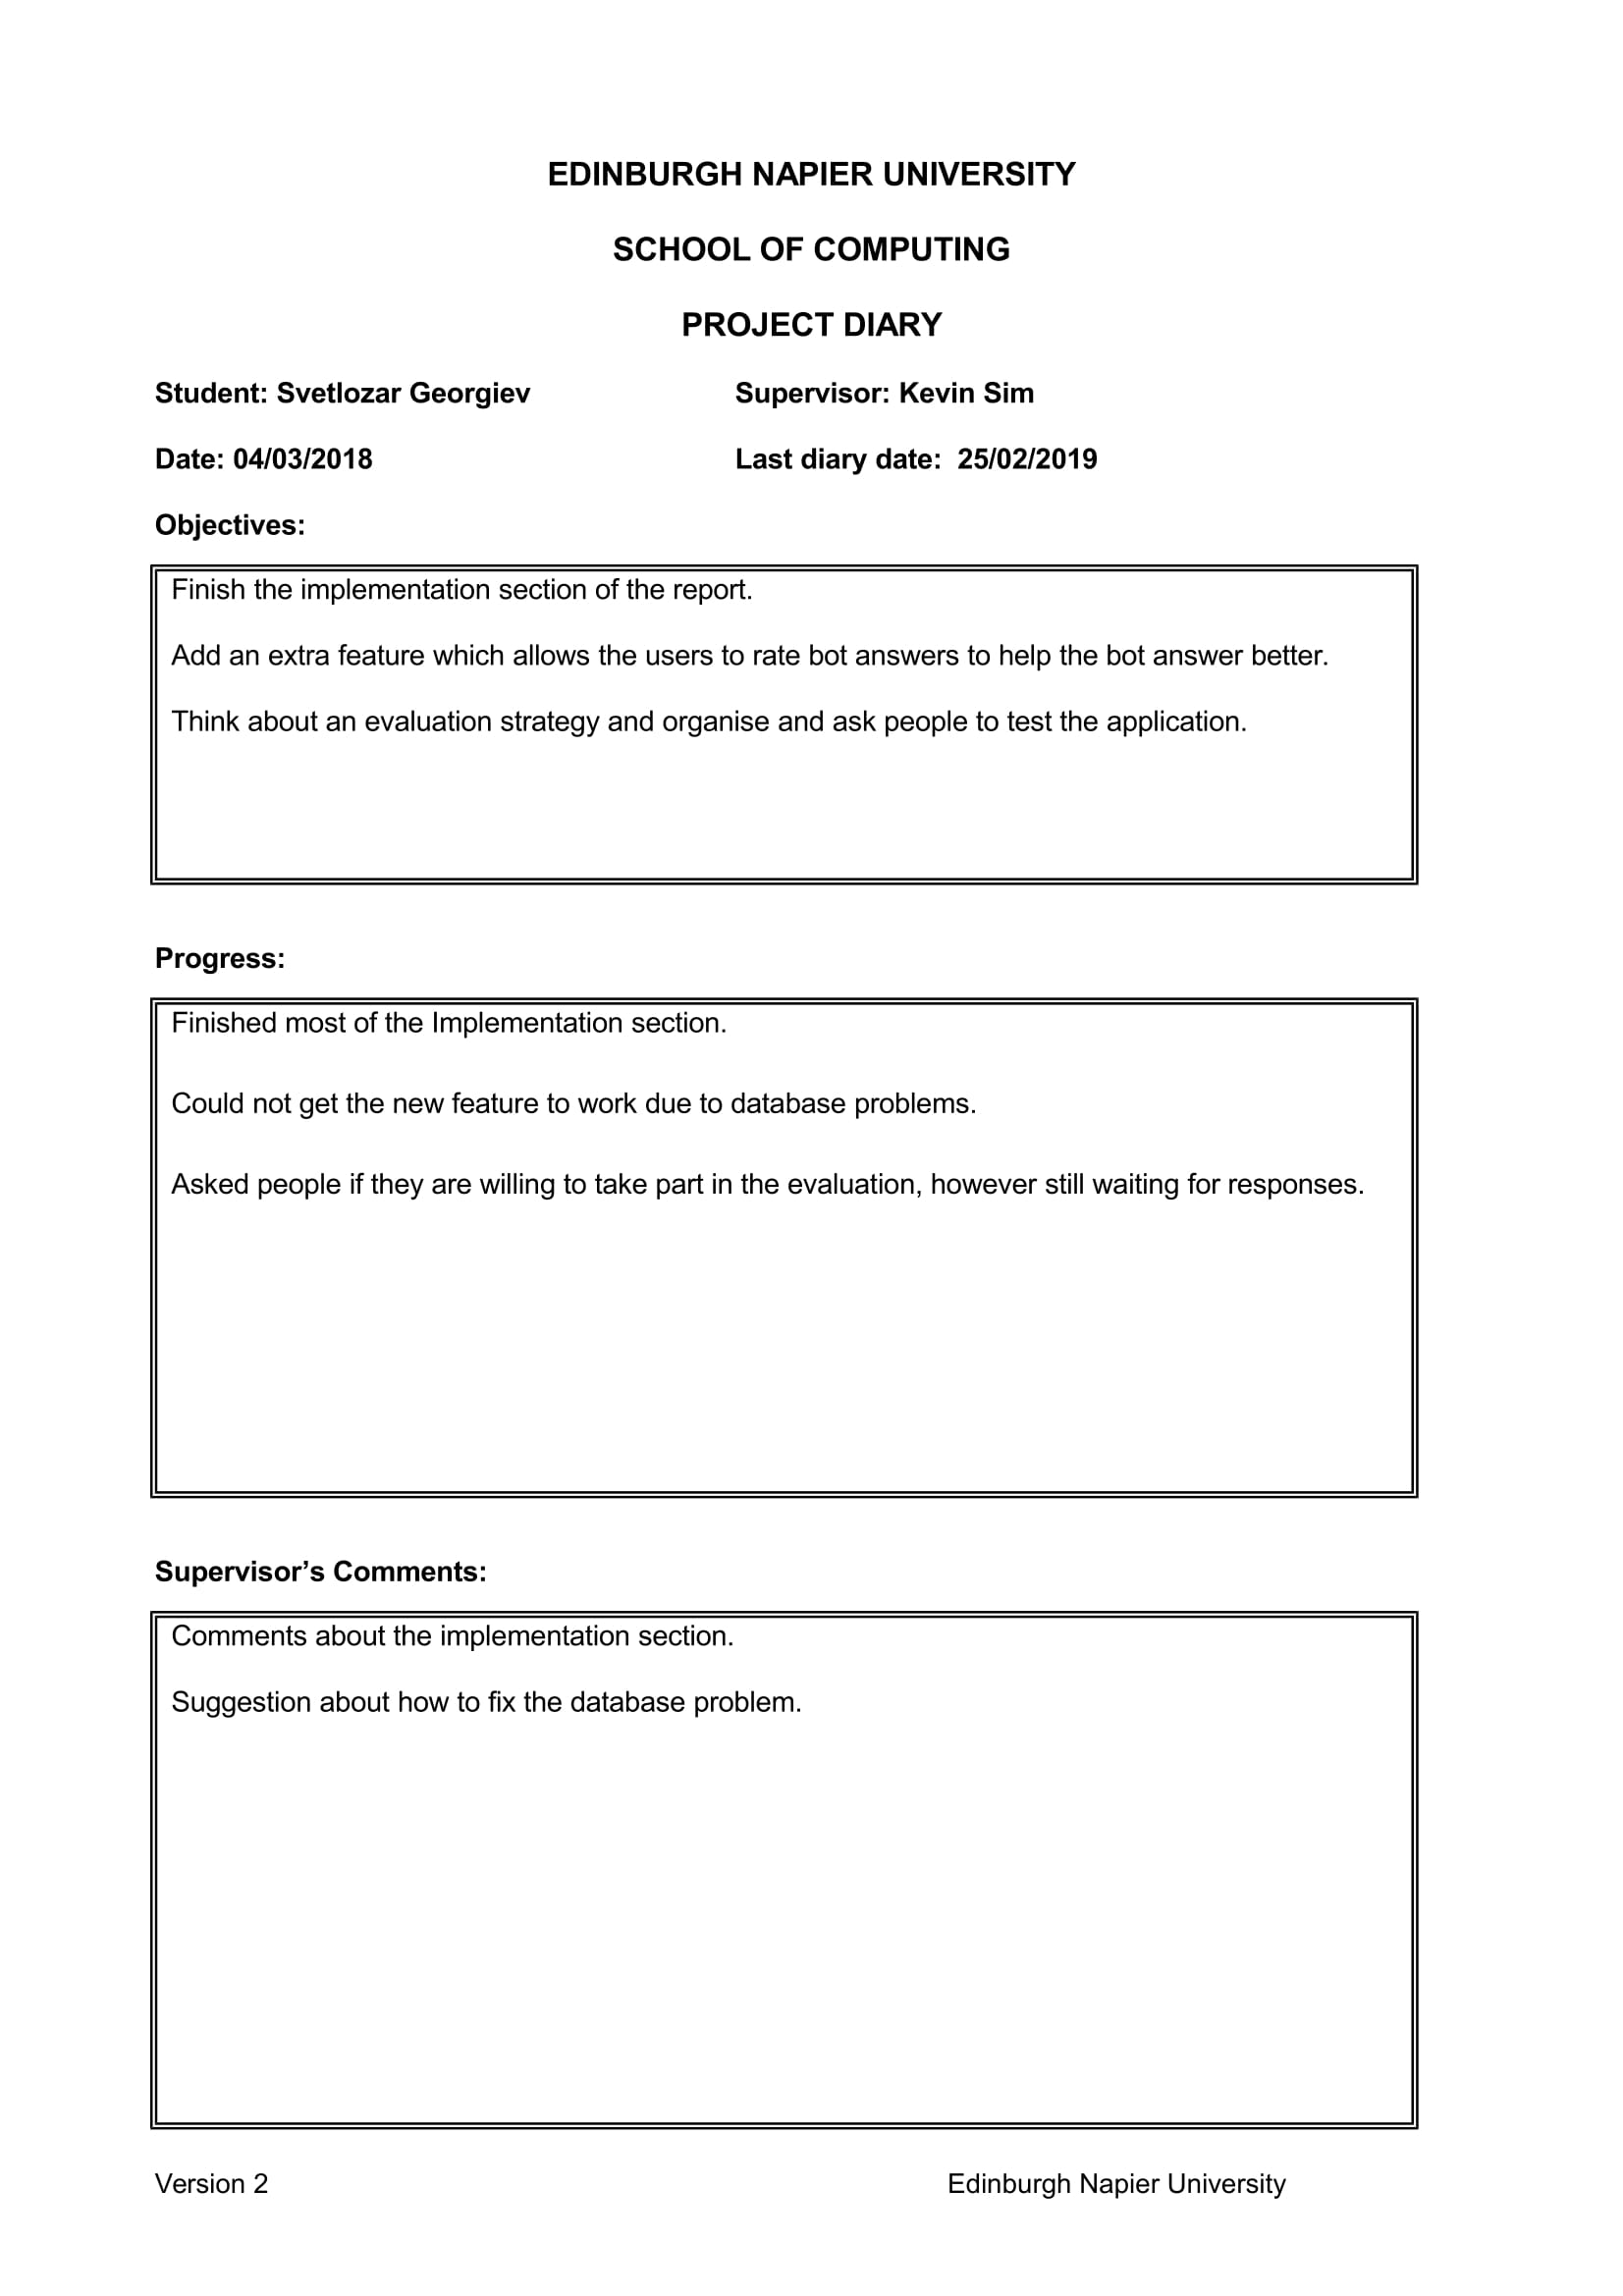 EDINBURGH NAPIER UNIVERSITY
SCHOOL OF COMPUTING
PROJECT DIARY
Student: Svetlozar Georgiev Supervisor: Kevin Sim
Date: 04/03/2018 Last diary date: 25/02/2019
Objectives:
Finish the implementation section of the report.
Add an extra feature which allows the users to rate bot answers to help the bot answer better.
Think about an evaluation strategy and organise and ask people to test the application.
Progress:
Finished most of the Implementation section.
Could not get the new feature to work due to database problems.
Asked people if they are willing to take part in the evaluation, however still waiting for responses.
Supervisor’s Comments:
Comments about the implementation section.
Suggestion about how to fix the database problem.
Version 2 Edinburgh Napier University